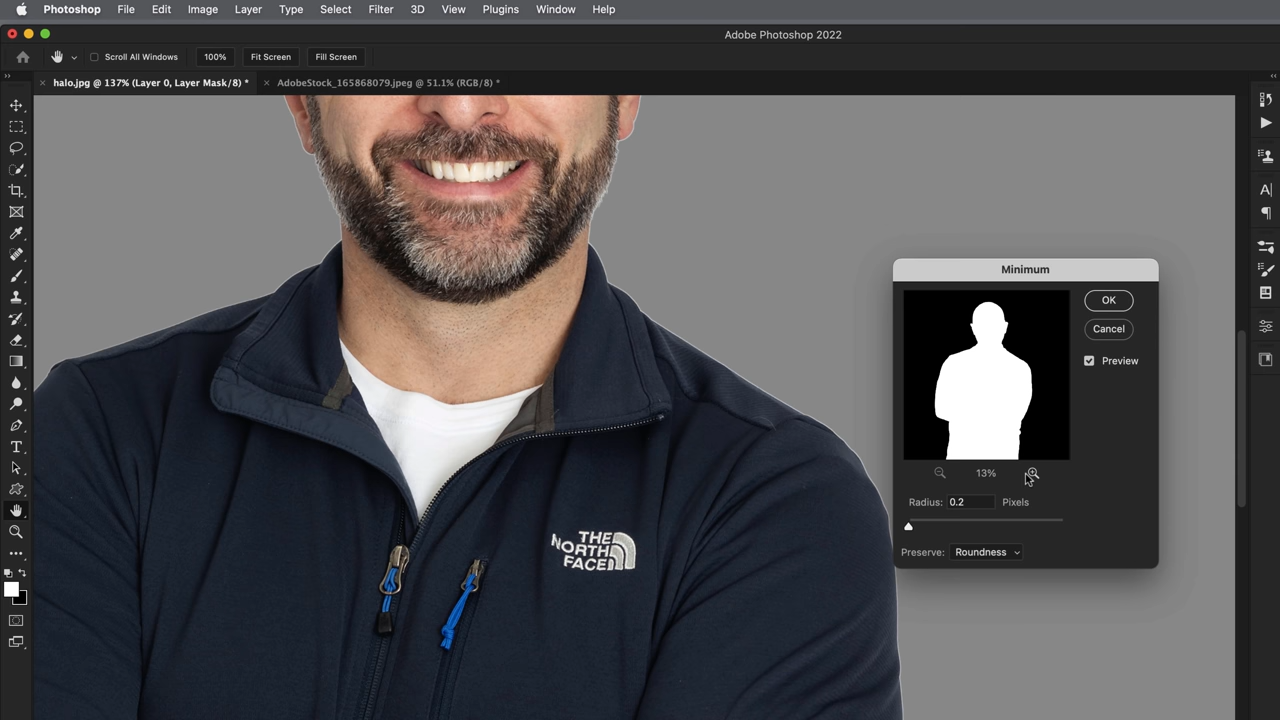 Photoshop File Edit Image Layer Type Select Filter 3D View Plugins Window Help
Adobe Photoshop 2022
Scroll All Windows 100% Fit Screen Fill Screen
halo.jpg @ 137% (Layer 0, Layer Mask/8) * AdobeStock_165868079.jpeg @ 51.1% (RGB/8) *
Minimum
OK
Cancel
Preview
13%
Radius: 0.2 Pixels
Preserve: Roundness
THE
NORTH
FACE